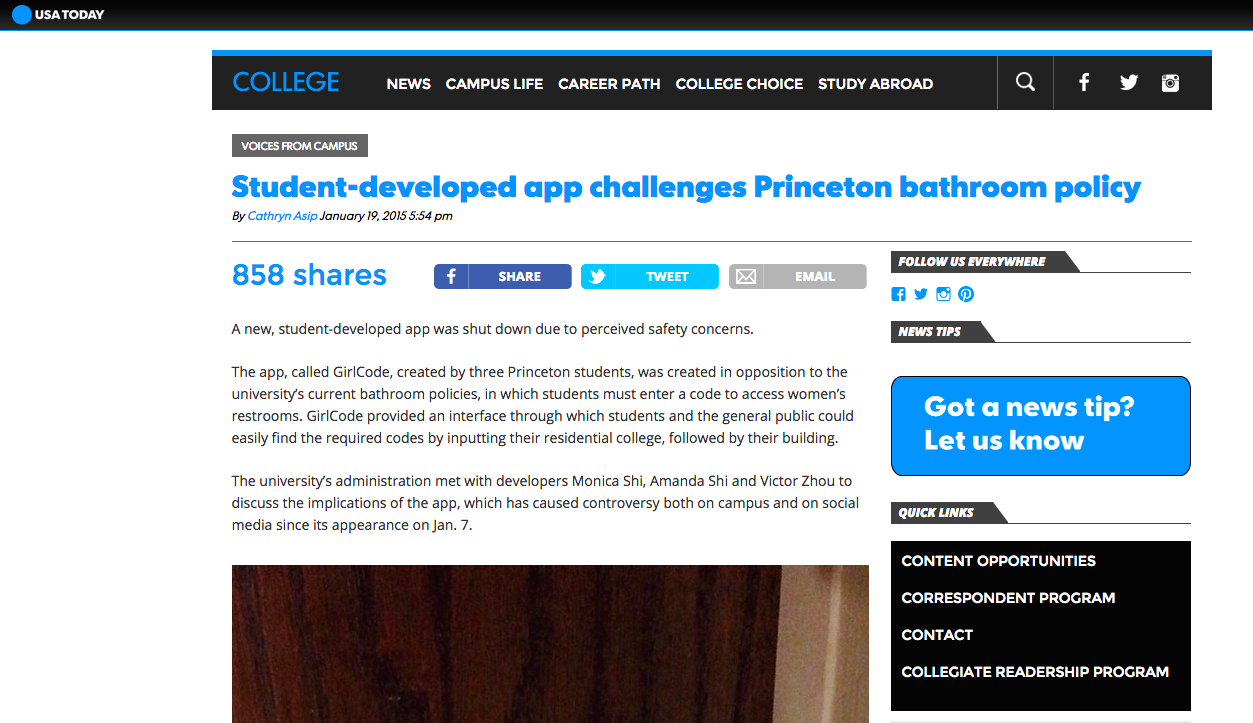 USA TODAY
COLLEGE NEWS CAMPUS LIFE CAREER PATH COLLEGE CHOICE STUDY ABROAD
VOICES FROM CAMPUS
Student-developed app challenges Princeton bathroom policy
By Cathryn Asip January 19, 2015 5:54 pm
858 shares SHARE TWEET EMAIL
A new, student-developed app was shut down due to perceived safety concerns.
The app, called GirlCode, created by three Princeton students, was created in opposition to the
university’s current bathroom policies, in which students must enter a code to access women’s
restrooms. GirlCode provided an interface through which students and the general public could
easily find the required codes by inputting their residential college, followed by their building.
The university’s administration met with developers Monica Shi, Amanda Shi and Victor Zhou to
discuss the implications of the app, which has caused controversy both on campus and on social
media since its appearance on Jan. 7.
FOLLOW US EVERYWHERE
NEWS TIPS
Got a news tip?
Let us know
QUICK LINKS
CONTENT OPPORTUNITIES
CORRESPONDENT PROGRAM
CONTACT
COLLEGIATE READERSHIP PROGRAM